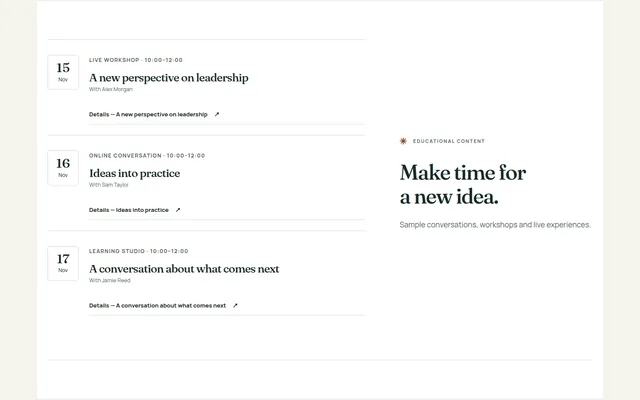 15
Nov
LIVE WORKSHOP · 10:00–12:00
A new perspective on leadership
With Alex Morgan
Details — A new perspective on leadership ↗
16
Nov
ONLINE CONVERSATION · 10:00–12:00
Ideas into practice
With Sam Taylor
Details — Ideas into practice ↗
17
Nov
LEARNING STUDIO · 10:00–12:00
A conversation about what comes next
With Jamie Reed
Details — A conversation about what comes next ↗
EDUCATIONAL CONTENT
Make time for
a new idea.
Sample conversations, workshops and live experiences.